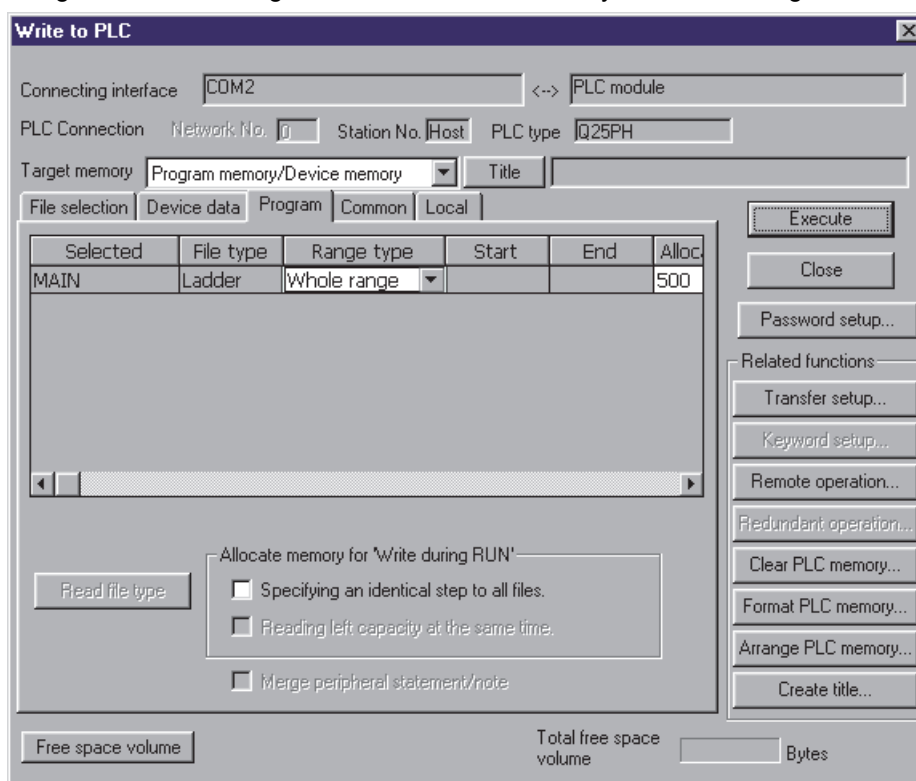 Write to PLC
Connecting interface COM2 <--> PLC module
PLC Connection Network No. 0 Station No. Host PLC type Q25PH
Target memory Program memory/Device memory Title
File selection Device data Program Common Local
Execute
Selected File type Range type Start End Alloc
MAIN Ladder Whole range 500
Close
Password setup...
Related functions
Transfer setup...
Keyword setup...
Remote operation...
Redundant operation...
Allocate memory for 'Write during RUN'
Clear PLC memory...
Read file type
Specifying an identical step to all files.
Format PLC memory...
Reading left capacity at the same time.
Arrange PLC memory...
Merge peripheral statement/note
Create title...
Free space volume
Total free space
volume
Bytes